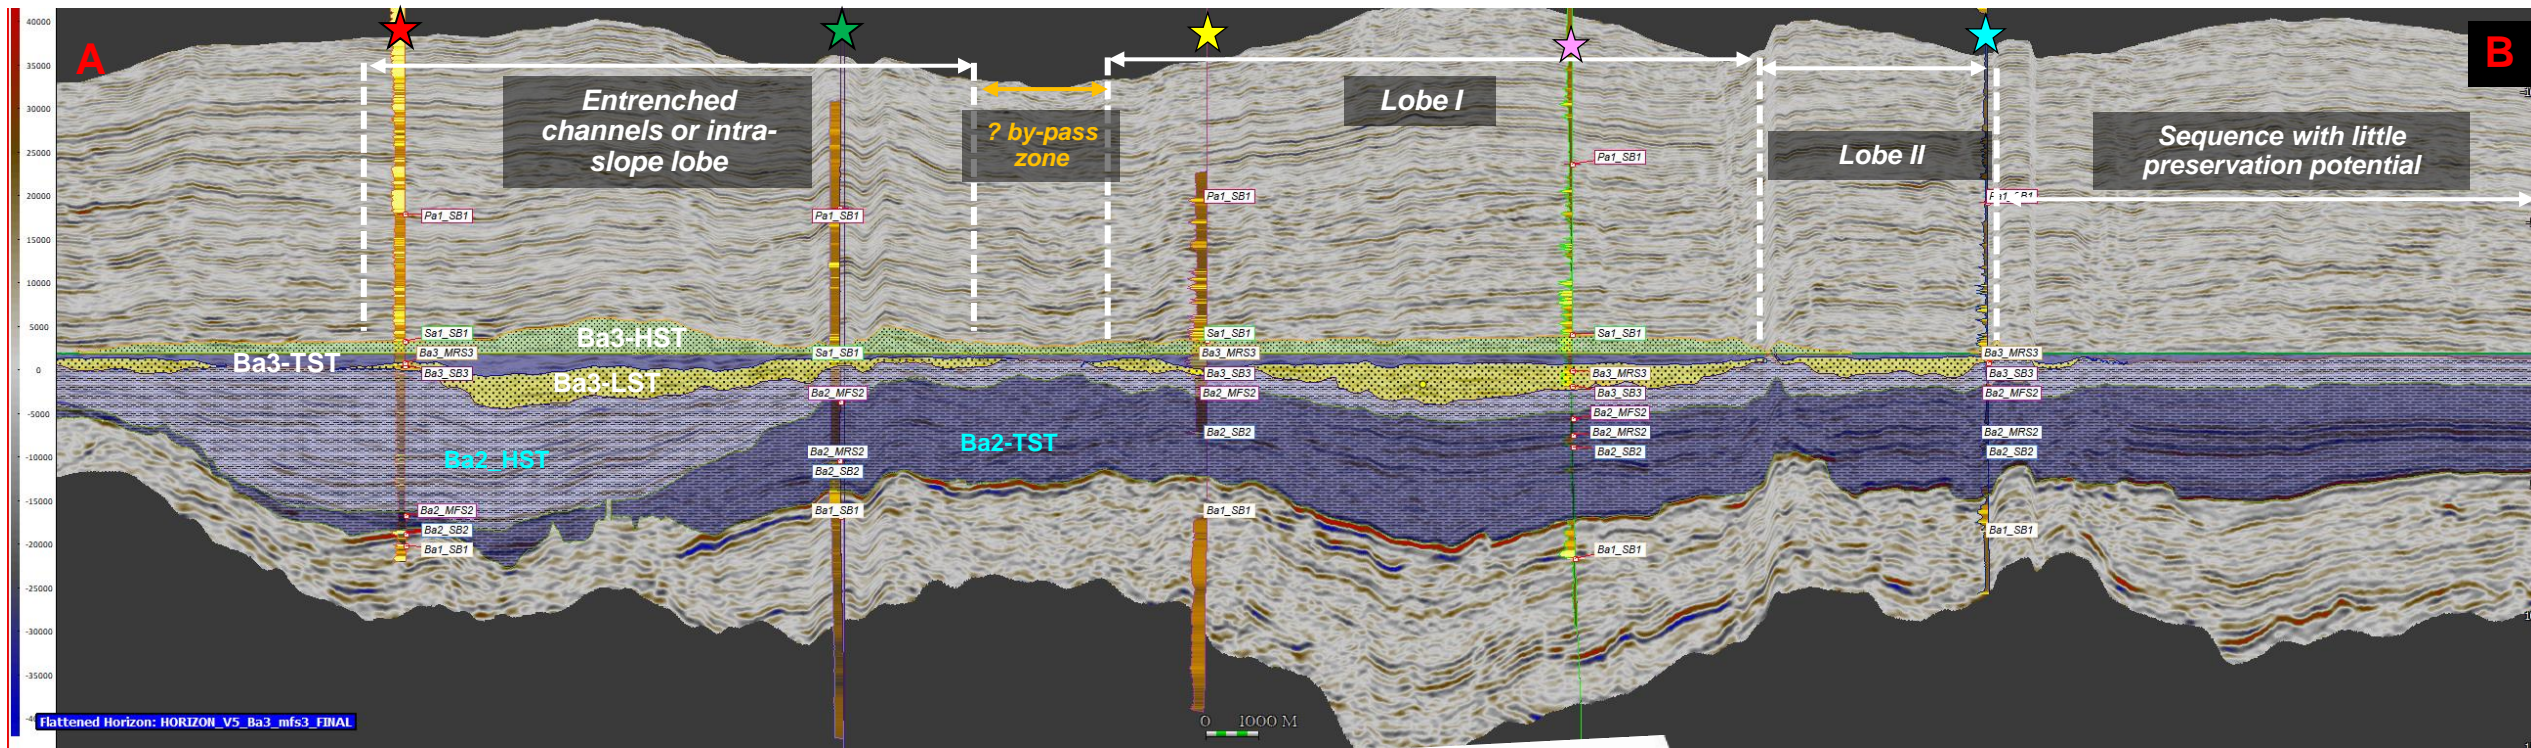 40000
35000
30000
25000
20000
15000
10000
5000
0
-5000
-10000
-15000
-20000
-25000
-30000
-35000
A
B
Entrenched
channels or intra-
slope lobe
? by-pass
zone
Lobe I
Lobe II
Sequence with little
preservation potential
Pa1_SB1
Pa1_SB1
Pa1_SB1
Pa1_SB1
Sa1_SB1
Ba3_MRS3
Ba3_SB3
Ba2_MFS2
Ba2_SB2
Ba1_SB1
Sa1_SB1
Ba2_MFS2
Ba2_MRS2
Ba2_SB2
Ba1_SB1
Sa1_SB1
Ba3_MRS3
Ba3_SB3
Ba2_MFS2
Ba2_SB2
Ba1_SB1
Sa1_SB1
Ba3_MRS3
Ba3_SB3
Ba2_MFS2
Ba2_MRS2
Ba2_SB2
Ba1_SB1
Ba3_MRS3
Ba3_SB3
Ba2_MFS2
Ba2_MRS2
Ba2_SB2
Ba1_SB1
Ba3-HST
Ba3-TST
Ba3-LST
Ba2_HST
Ba2-TST
Flattened Horizon: HORIZON_V5_Ba3_mfs3_FINAL
0 1000 M